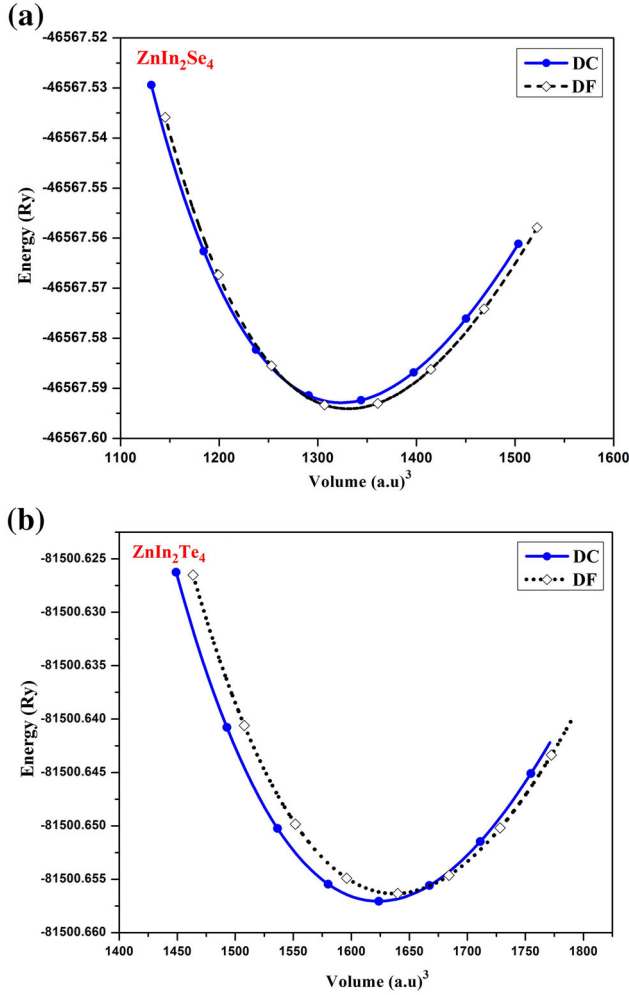 (a)
ZnIn₂Se₄
DC
DF
-46567.52
-46567.53
-46567.54
-46567.55
-46567.56
-46567.57
-46567.58
-46567.59
-46567.60
Energy (Ry)
1100 1200 1300 1400 1500 1600
Volume (a.u)³
(b)
ZnIn₂Te₄
DC
DF
-81500.625
-81500.630
-81500.635
-81500.640
-81500.645
-81500.650
-81500.655
-81500.660
Energy (Ry)
1400 1450 1500 1550 1600 1650 1700 1750 1800
Volume (a.u)³